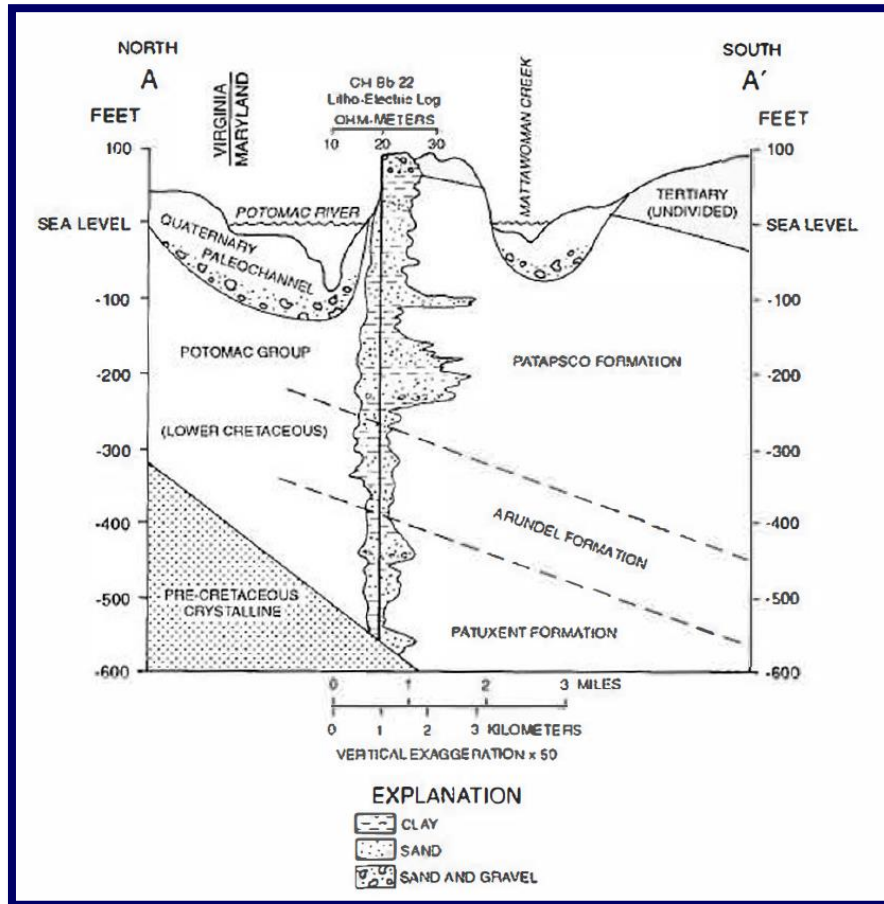 NORTH
A
SOUTH
A′
FEET
FEET
VIRGINIA
MARYLAND
CH Bb 22
Litho-Electric Log
OHM-METERS
10 20 30
MATTAWOMAN CREEK
100
SEA LEVEL
-100
-200
-300
-400
-500
-600
POTOMAC RIVER
QUATERNARY
PALEOCHANNEL
POTOMAC GROUP
(LOWER CRETACEOUS)
PRE-CRETACEOUS
CRYSTALLINE
TERTIARY
(UNDIVIDED)
PATAPSCO FORMATION
ARUNDEL FORMATION
PATUXENT FORMATION
100
SEA LEVEL
-100
-200
-300
-400
-500
-600
0 1 2 3 MILES
0 1 2 3 KILOMETERS
VERTICAL EXAGGERATION x 50
EXPLANATION
CLAY
SAND
SAND AND GRAVEL